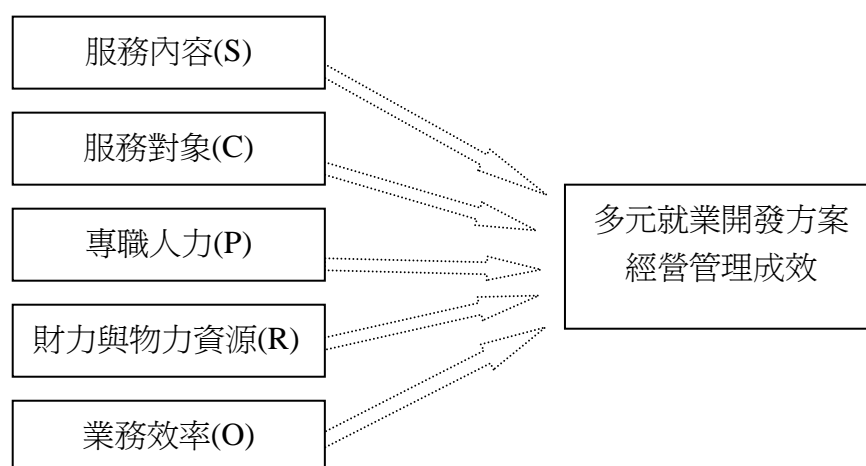 服務內容(S)
服務對象(C)
專職人力(P)
財力與物力資源(R)
業務效率(O)
多元就業開發方案
經營管理成效